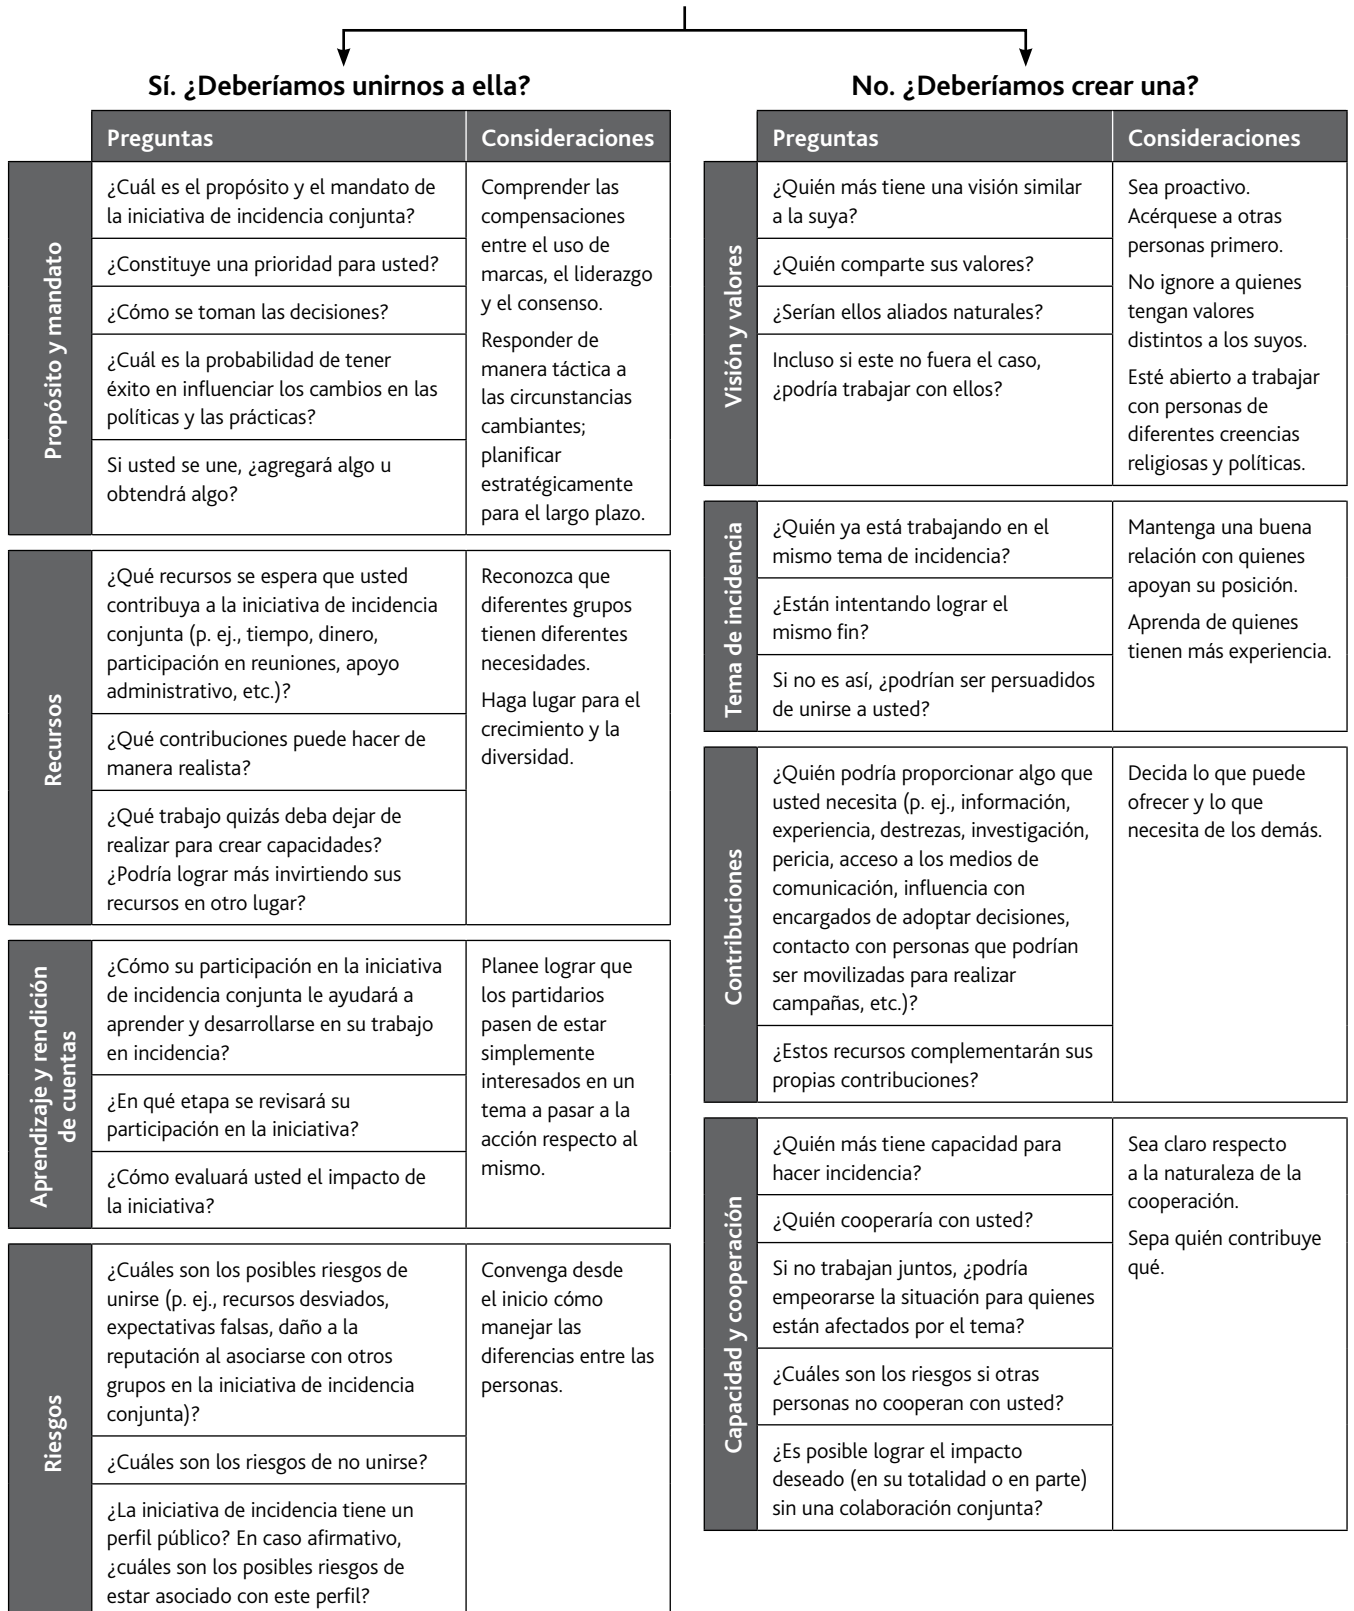 Sí. ¿Deberíamos unirnos a ella?
Preguntas
Consideraciones
Propósito y mandato
¿Cuál es el propósito y el mandato de
la iniciativa de incidencia conjunta?
¿Constituye una prioridad para usted?
¿Cómo se toman las decisiones?
¿Cuál es la probabilidad de tener
éxito en influenciar los cambios en las
políticas y las prácticas?
Si usted se une, ¿agregará algo u
obtendrá algo?
Comprender las
compensaciones
entre el uso de
marcas, el liderazgo
y el consenso.
Responder de
manera táctica a
las circunstancias
cambiantes;
planificar
estratégicamente
para el largo plazo.
Recursos
¿Qué recursos se espera que usted
contribuya a la iniciativa de incidencia
conjunta (p. ej., tiempo, dinero,
participación en reuniones, apoyo
administrativo, etc.)?
¿Qué contribuciones puede hacer de
manera realista?
¿Qué trabajo quizás deba dejar de
realizar para crear capacidades?
¿Podría lograr más invirtiendo sus
recursos en otro lugar?
Reconozca que
diferentes grupos
tienen diferentes
necesidades.
Haga lugar para el
crecimiento y la
diversidad.
Aprendizaje y rendición
de cuentas
¿Cómo su participación en la iniciativa
de incidencia conjunta le ayudará a
aprender y desarrollarse en su trabajo
en incidencia?
¿En qué etapa se revisará su
participación en la iniciativa?
¿Cómo evaluará usted el impacto de
la iniciativa?
Planee lograr que
los partidarios
pasen de estar
simplemente
interesados en un
tema a pasar a la
acción respecto al
mismo.
Riesgos
¿Cuáles son los posibles riesgos de
unirse (p. ej., recursos desviados,
expectativas falsas, daño a la
reputación al asociarse con otros
grupos en la iniciativa de incidencia
conjunta)?
¿Cuáles son los riesgos de no unirse?
¿La iniciativa de incidencia tiene un
perfil público? En caso afirmativo,
¿cuáles son los posibles riesgos de
estar asociado con este perfil?
Convenga desde
el inicio cómo
manejar las
diferencias entre las
personas.
No. ¿Deberíamos crear una?
Preguntas
Consideraciones
Visión y valores
¿Quién más tiene una visión similar
a la suya?
¿Quién comparte sus valores?
¿Serían ellos aliados naturales?
Incluso si este no fuera el caso,
¿podría trabajar con ellos?
Sea proactivo.
Acérquese a otras
personas primero.
No ignore a quienes
tengan valores
distintos a los suyos.
Esté abierto a trabajar
con personas de
diferentes creencias
religiosas y políticas.
Tema de incidencia
¿Quién ya está trabajando en el
mismo tema de incidencia?
¿Están intentando lograr el
mismo fin?
Si no es así, ¿podrían ser persuadidos
de unirse a usted?
Mantenga una buena
relación con quienes
apoyan su posición.
Aprenda de quienes
tienen más experiencia.
Contribuciones
¿Quién podría proporcionar algo que
usted necesita (p. ej., información,
experiencia, destrezas, investigación,
pericia, acceso a los medios de
comunicación, influencia con
encargados de adoptar decisiones,
contacto con personas que podrían
ser movilizadas para realizar
campañas, etc.)?
¿Estos recursos complementarán sus
propias contribuciones?
Decida lo que puede
ofrecer y lo que
necesita de los demás.
Capacidad y cooperación
¿Quién más tiene capacidad para
hacer incidencia?
¿Quién cooperaría con usted?
Si no trabajan juntos, ¿podría
empeorarse la situación para quienes
están afectados por el tema?
¿Cuáles son los riesgos si otras
personas no cooperan con usted?
¿Es posible lograr el impacto
deseado (en su totalidad o en parte)
sin una colaboración conjunta?
Sea claro respecto
a la naturaleza de la
cooperación.
Sepa quién contribuye
qué.